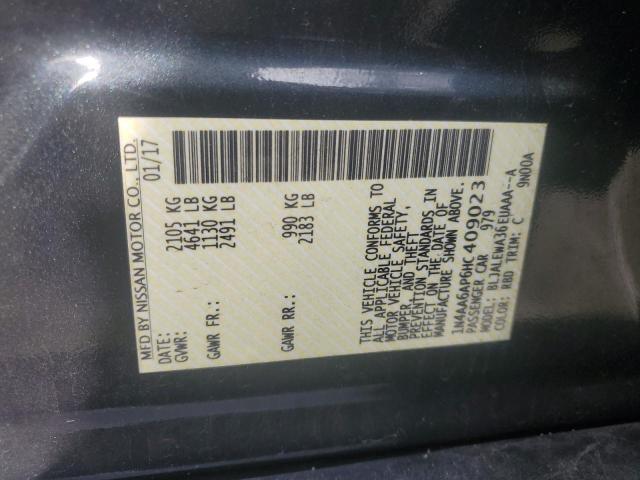 MFD BY NISSAN MOTOR CO., LTD.
DATE: 01/17
GVWR: 2105 KG
4641 LB
GAWR FR.: 1130 KG
2491 LB
GAWR RR.: 990 KG
2183 LB
THIS VEHICLE CONFORMS TO
ALL APPLICABLE FEDERAL
MOTOR VEHICLE SAFETY,
BUMPER, AND THEFT
PREVENTION STANDARDS IN
EFFECT ON THE DATE OF
MANUFACTURE SHOWN ABOVE.
1N4AA6AP6HC409023
PASSENGER CAR 979
MODEL: BLJALEWA36EUAAA--A
COLOR: RBD TRIM: C 9N00A